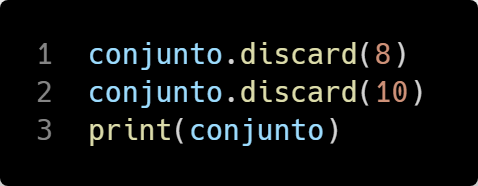 1 conjunto.discard(8)
2 conjunto.discard(10)
3 print(conjunto)